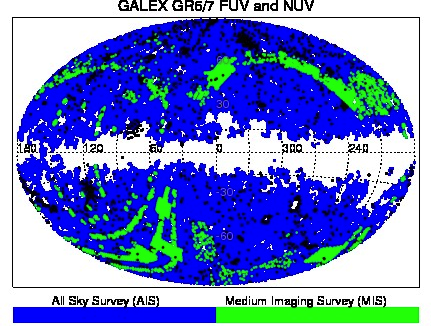 GALEX GR6/7 FUV and NUV
30
180 120 60 0 300 240
-30
-60
All Sky Survey (AIS) Medium Imaging Survey (MIS)